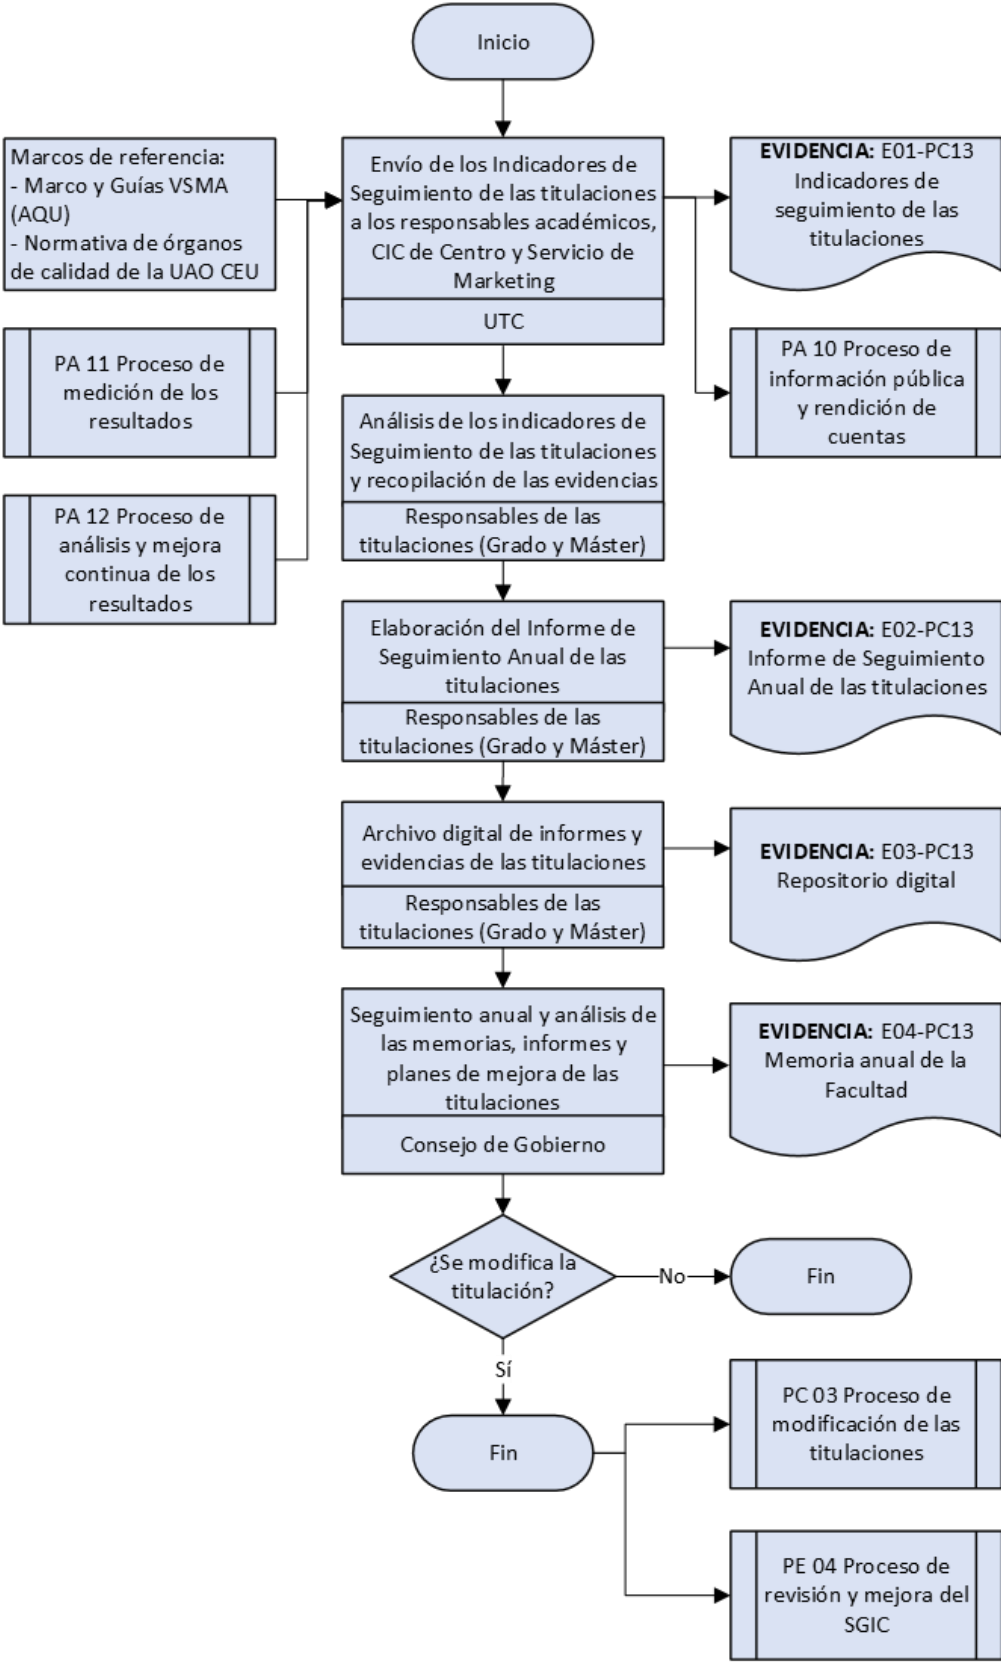 Inicio
Marcos de referencia:
- Marco y Guías VSMA
(AQU)
- Normativa de órganos
de calidad de la UAO CEU
Envío de los Indicadores de
Seguimiento de las titulaciones
a los responsables académicos,
CIC de Centro y Servicio de
Marketing
UTC
EVIDENCIA: E01-PC13
Indicadores de
seguimiento de las
titulaciones
PA 11 Proceso de
medición de los
resultados
PA 10 Proceso de
información pública
y rendición de
cuentas
Análisis de los indicadores de
Seguimiento de las titulaciones
y recopilación de las evidencias
Responsables de las
titulaciones (Grado y Máster)
PA 12 Proceso de
análisis y mejora
continua de los
resultados
Elaboración del Informe de
Seguimiento Anual de las
titulaciones
Responsables de las
titulaciones (Grado y Máster)
EVIDENCIA: E02-PC13
Informe de Seguimiento
Anual de las titulaciones
Archivo digital de informes y
evidencias de las titulaciones
Responsables de las
titulaciones (Grado y Máster)
EVIDENCIA: E03-PC13
Repositorio digital
Seguimiento anual y análisis de
las memorias, informes y
planes de mejora de las
titulaciones
Consejo de Gobierno
EVIDENCIA: E04-PC13
Memoria anual de la
Facultad
¿Se modifica la
titulación?
No
Fin
Sí
Fin
PC 03 Proceso de
modificación de las
titulaciones
PE 04 Proceso de
revisión y mejora del
SGIC